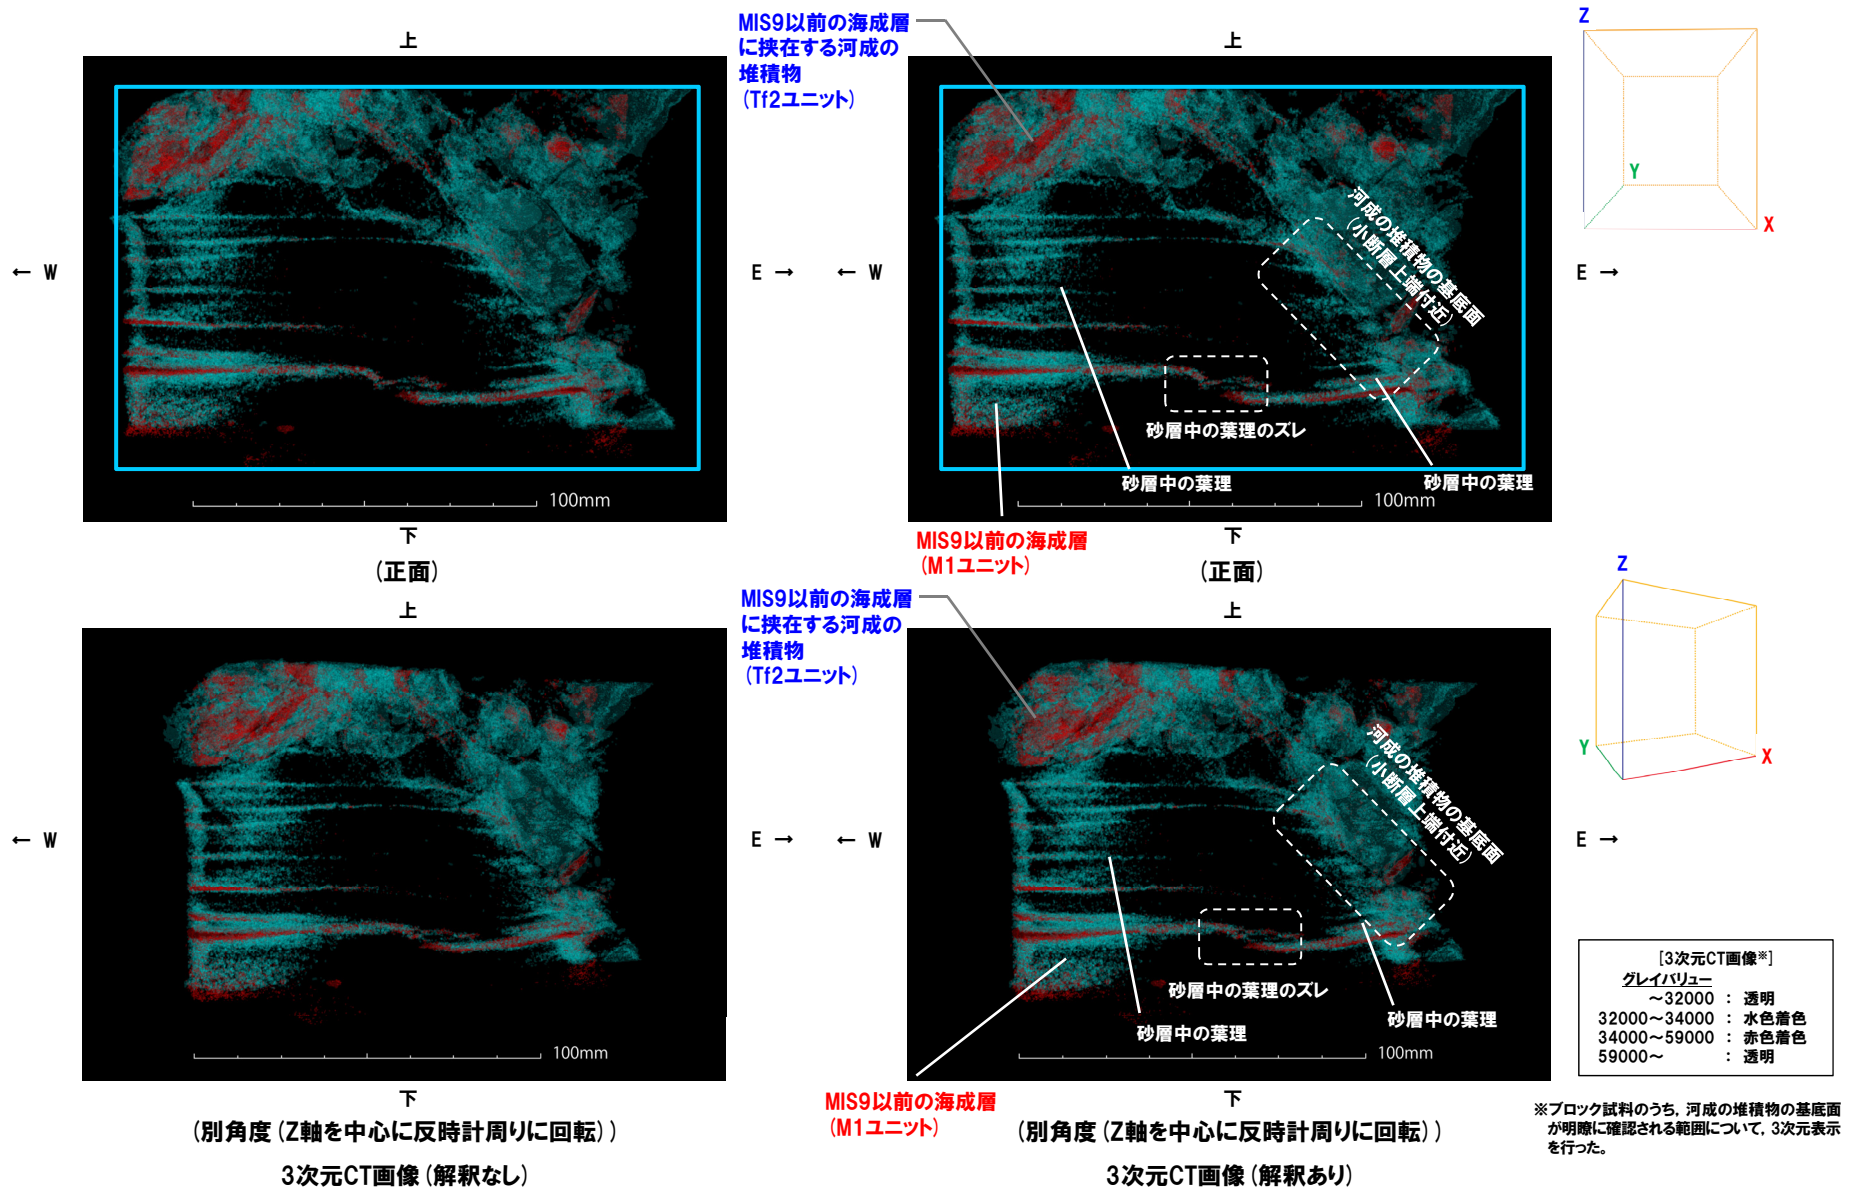 上
← W
E →
100mm
下
(正面)
MIS9以前の海成層
に挟在する河成の
堆積物
(Tf2ユニット)
上
← W
E →
河成の堆積物の基底面
(小断層上端付近)
砂層中の葉理のズレ
砂層中の葉理
砂層中の葉理
100mm
MIS9以前の海成層
(M1ユニット)
下
(正面)
Z
Y
X
上
← W
E →
100mm
下
(別角度(Z軸を中心に反時計周りに回転))
3次元CT画像(解釈なし)
MIS9以前の海成層
に挟在する河成の
堆積物
(Tf2ユニット)
上
← W
E →
河成の堆積物の基底面
(小断層上端付近)
砂層中の葉理のズレ
砂層中の葉理
砂層中の葉理
100mm
MIS9以前の海成層
(M1ユニット)
下
(別角度(Z軸を中心に反時計周りに回転))
3次元CT画像(解釈あり)
Z
Y
X
[3次元CT画像※]
グレイバリュー
～32000 : 透明
32000～34000 : 水色着色
34000～59000 : 赤色着色
59000～ : 透明
※ブロック試料のうち,河成の堆積物の基底面
が明瞭に確認される範囲について,3次元表示
を行った。